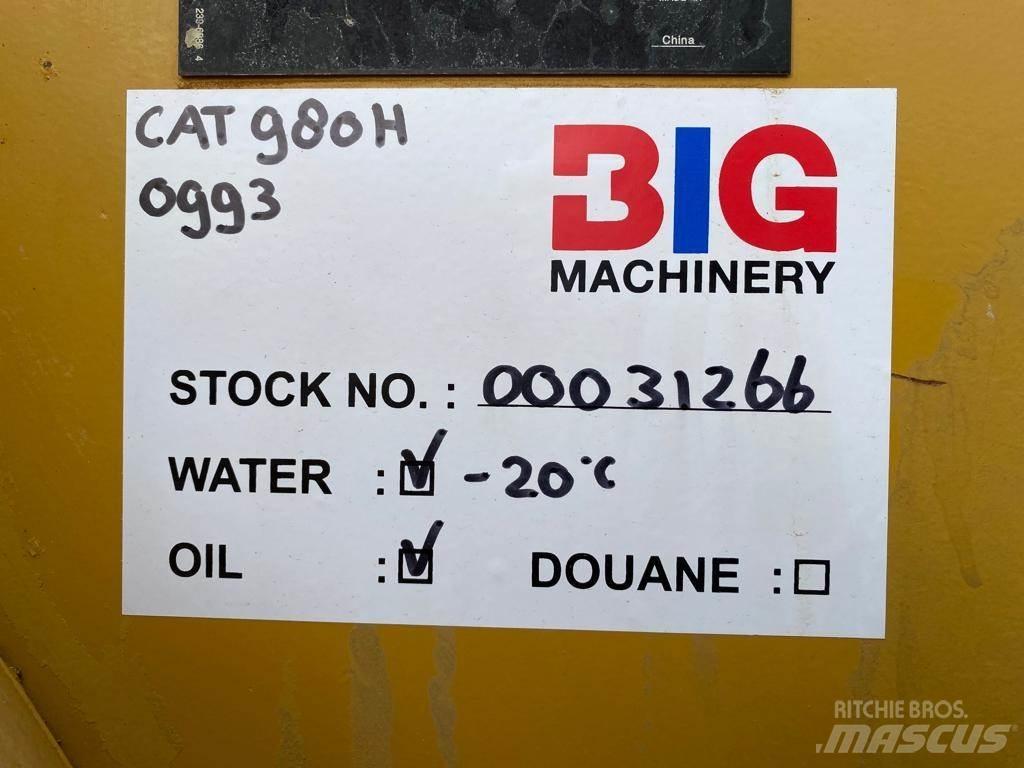 China
CAT 980H
0993
BIG
MACHINERY
STOCK NO. : 00031266
WATER : ☑ -20°C
OIL : ☑ DOUANE : ☐
RITCHIE BROS.
MASCUS